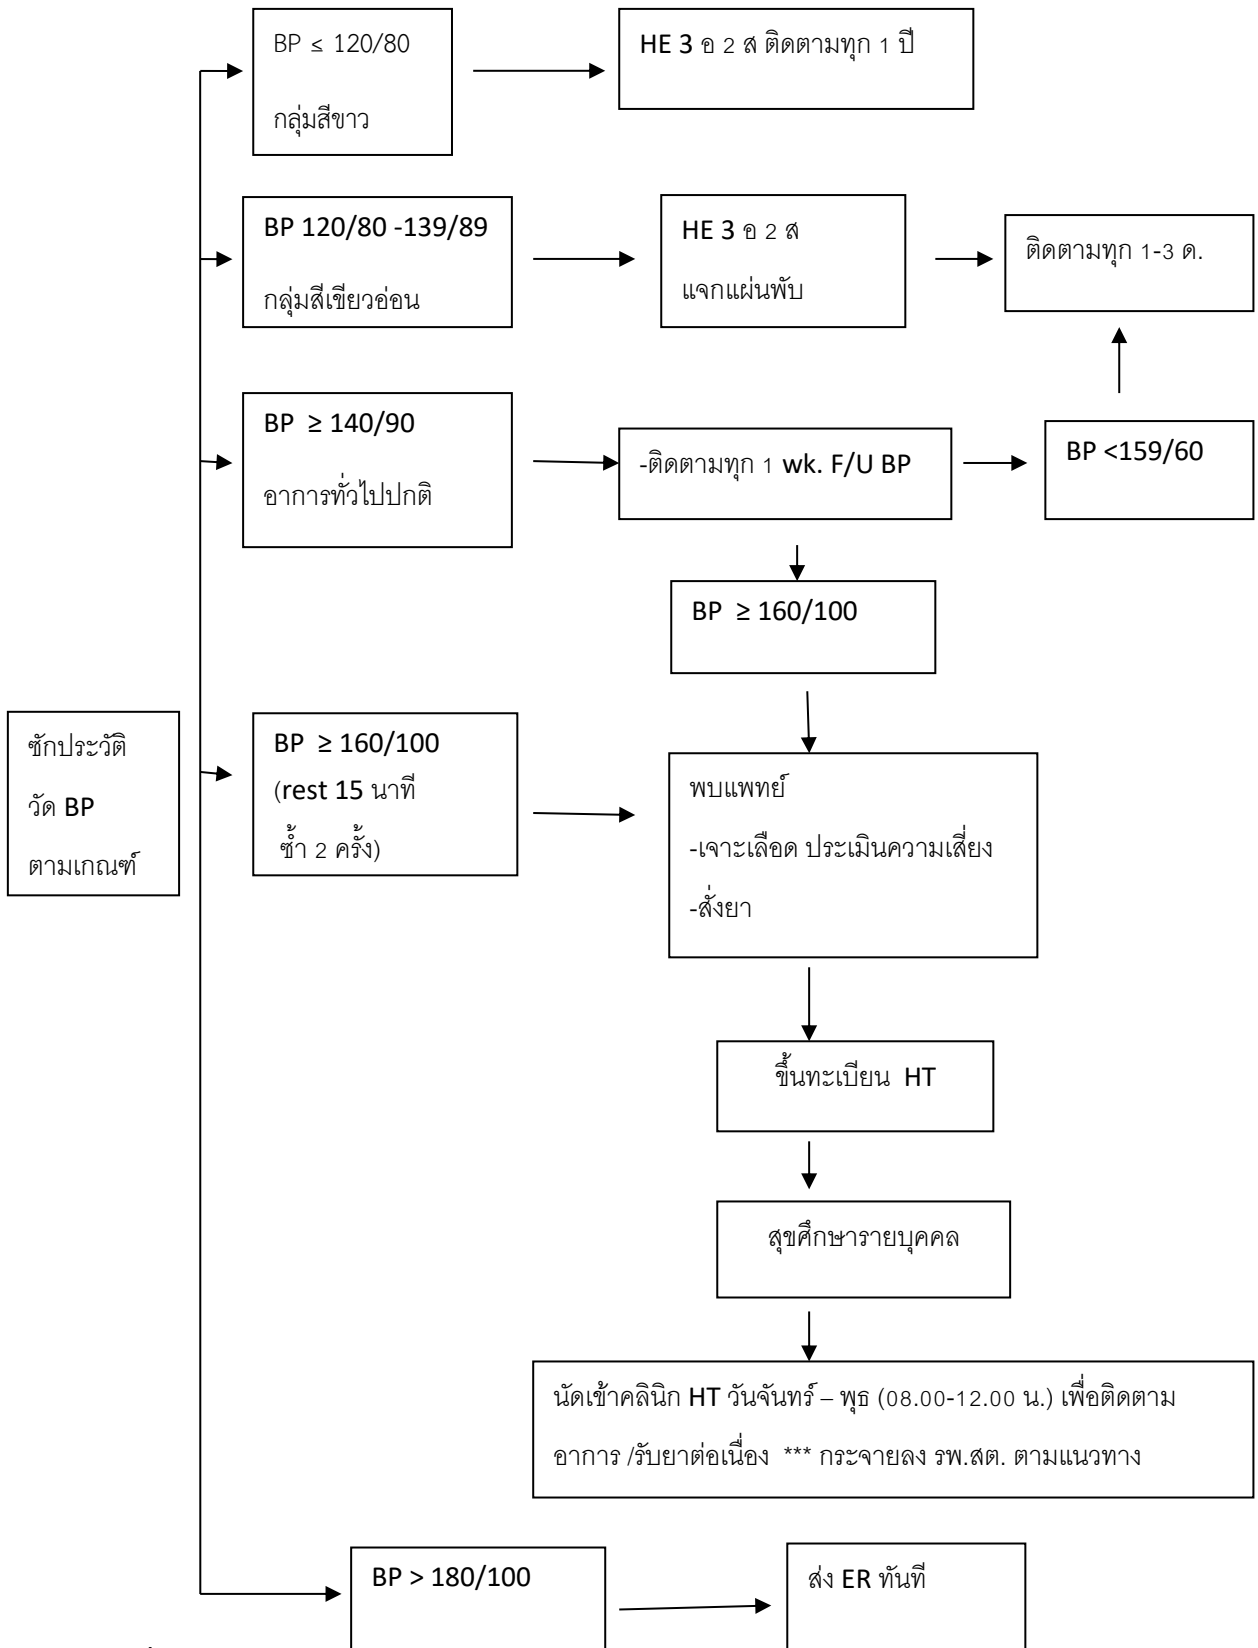 BP ≤ 120/80
กลุ่มสีขาว
HE 3 อ 2 ส ติดตามทุก 1 ปี
BP 120/80 -139/89
กลุ่มสีเขียวอ่อน
HE 3 อ 2 ส
แจกแผ่นพับ
ติดตามทุก 1-3 ด.
BP ≥ 140/90
อาการทั่วไปปกติ
-ติดตามทุก 1 wk. F/U BP
BP <159/60
BP ≥ 160/100
ซักประวัติ
วัด BP
ตามเกณฑ์
BP ≥ 160/100
(rest 15 นาที
ซ้ำ 2 ครั้ง)
พบแพทย์
-เจาะเลือด ประเมินความเสี่ยง
-สั่งยา
ขึ้นทะเบียน HT
สุขศึกษารายบุคคล
นัดเข้าคลินิก HT วันจันทร์ – พุธ (08.00-12.00 น.) เพื่อติดตาม
อาการ /รับยาต่อเนื่อง *** กระจายลง รพ.สต. ตามแนวทาง
BP > 180/100
ส่ง ER ทันที